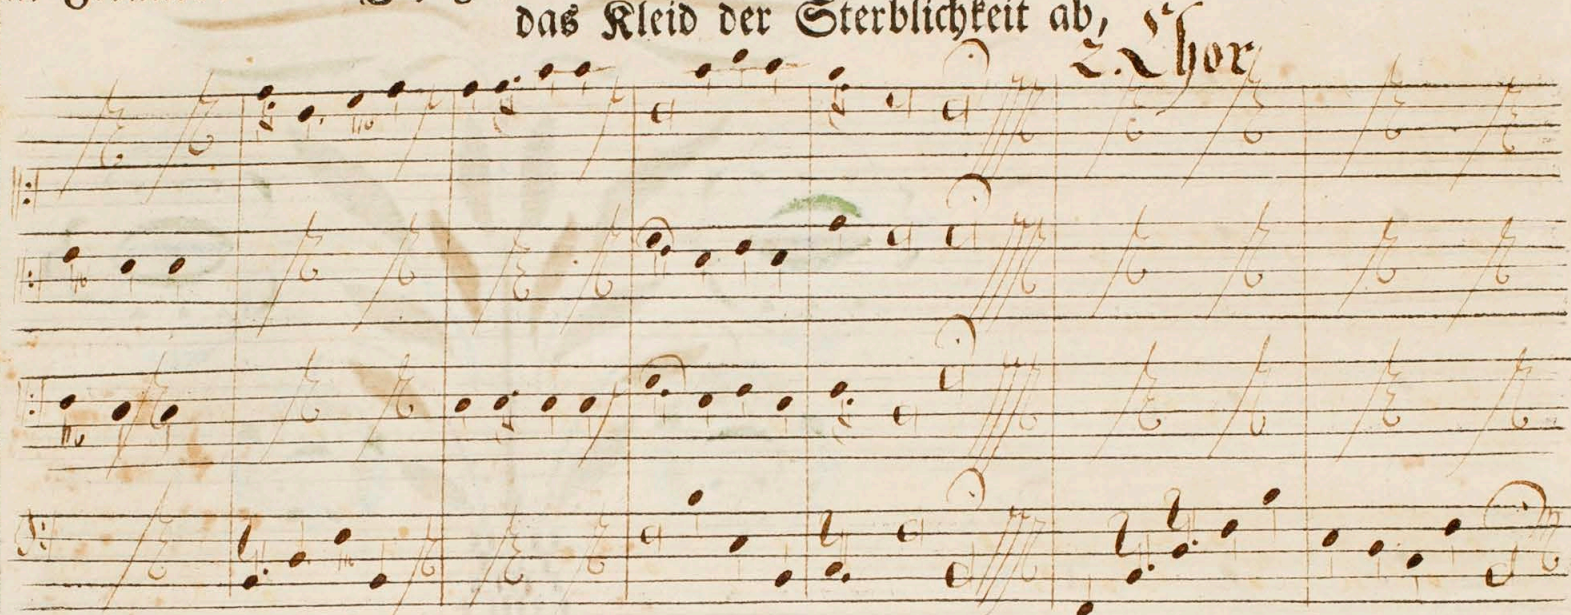 das Kleid der Sterblichkeit ab,
2. Chor